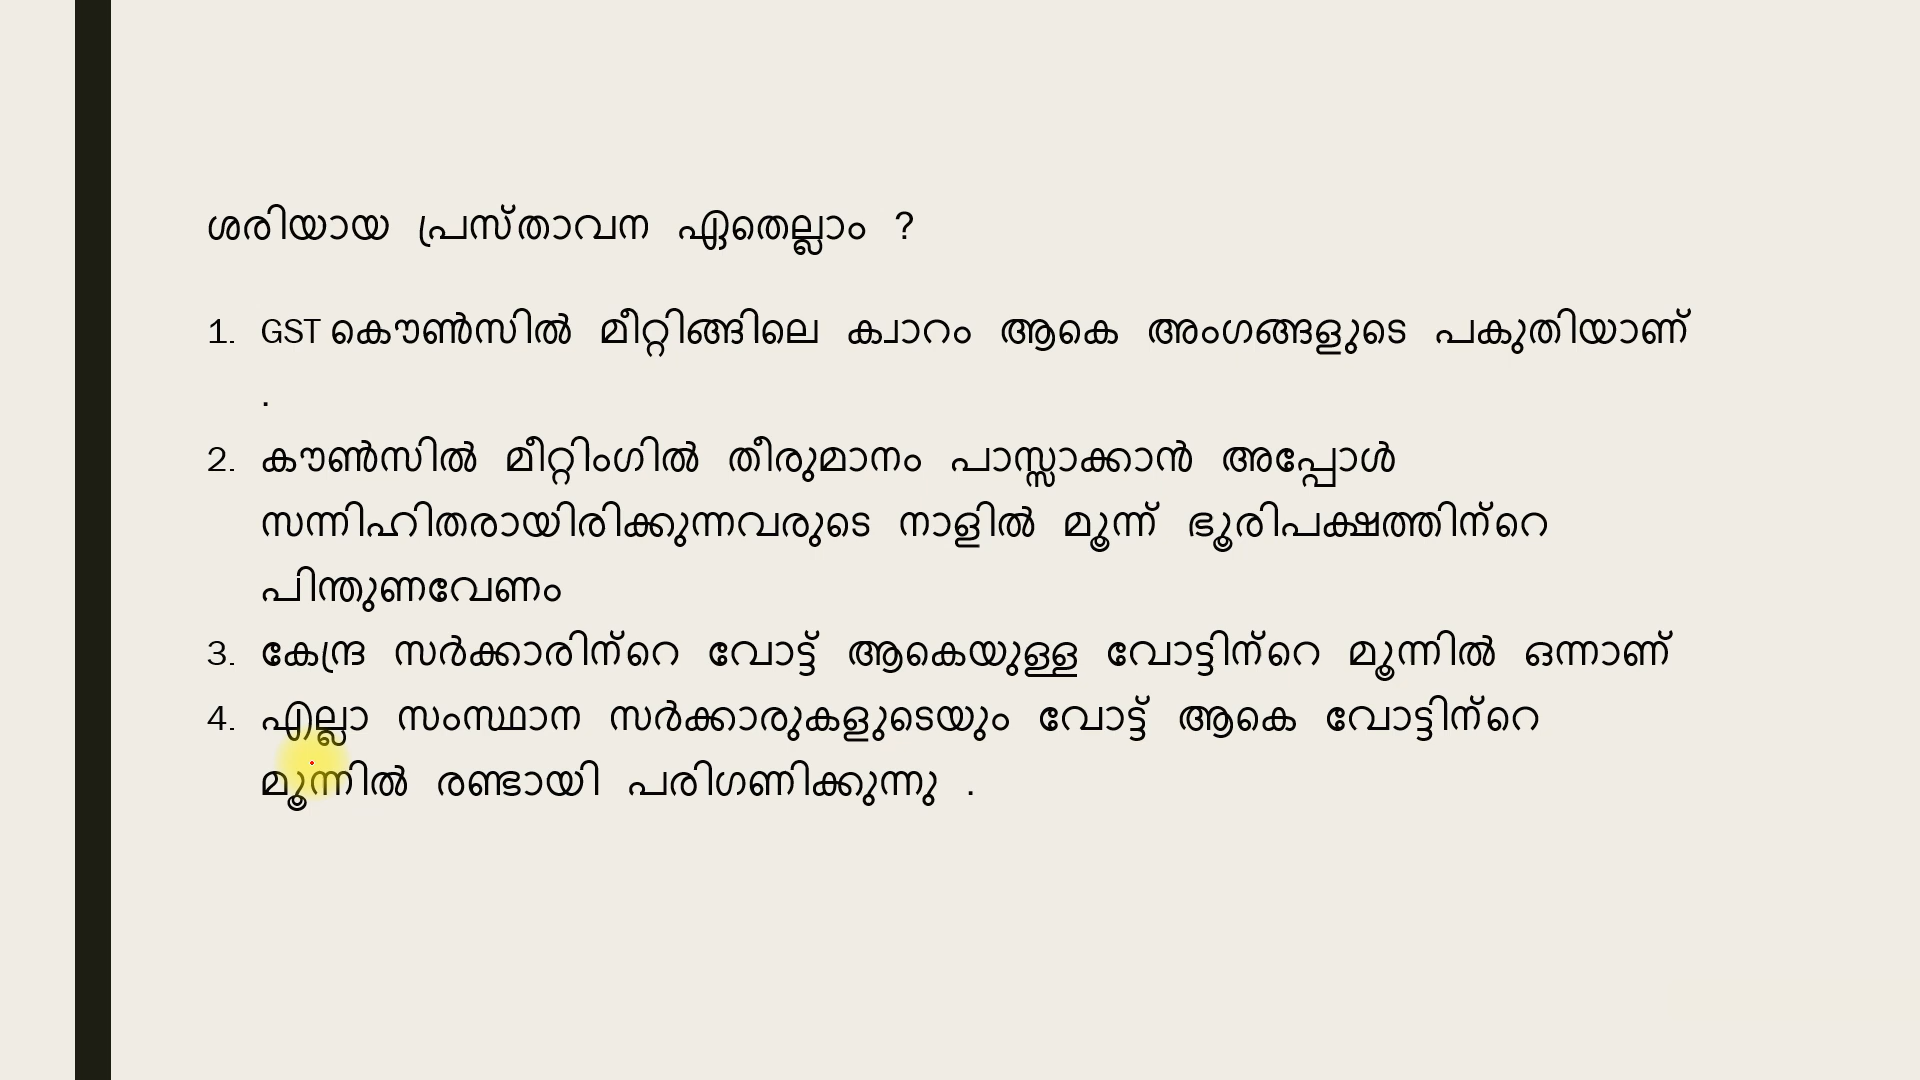 ശരിയായ പ്രസ്താവന ഏതെല്ലാം ?
1. GST കൌൺസിൽ മീറ്റിങ്ങിലെ ക്വാറം ആകെ അംഗങ്ങളുടെ പകുതിയാണ്
.
2. കൗൺസിൽ മീറ്റിംഗിൽ തീരുമാനം പാസ്സാക്കാൻ അപ്പോൾ
സന്നിഹിതരായിരിക്കുന്നവരുടെ നാളിൽ മൂന്ന് ഭൂരിപക്ഷത്തിന്റെ
പിന്തുണവേണം
3. കേന്ദ്ര സർക്കാരിന്റെ വോട്ട് ആകെയുള്ള വോട്ടിന്റെ മൂന്നിൽ ഒന്നാണ്
4. എല്ലാ സംസ്ഥാന സർക്കാരുകളുടെയും വോട്ട് ആകെ വോട്ടിന്റെ
മൂന്നിൽ രണ്ടായി പരിഗണിക്കുന്നു .